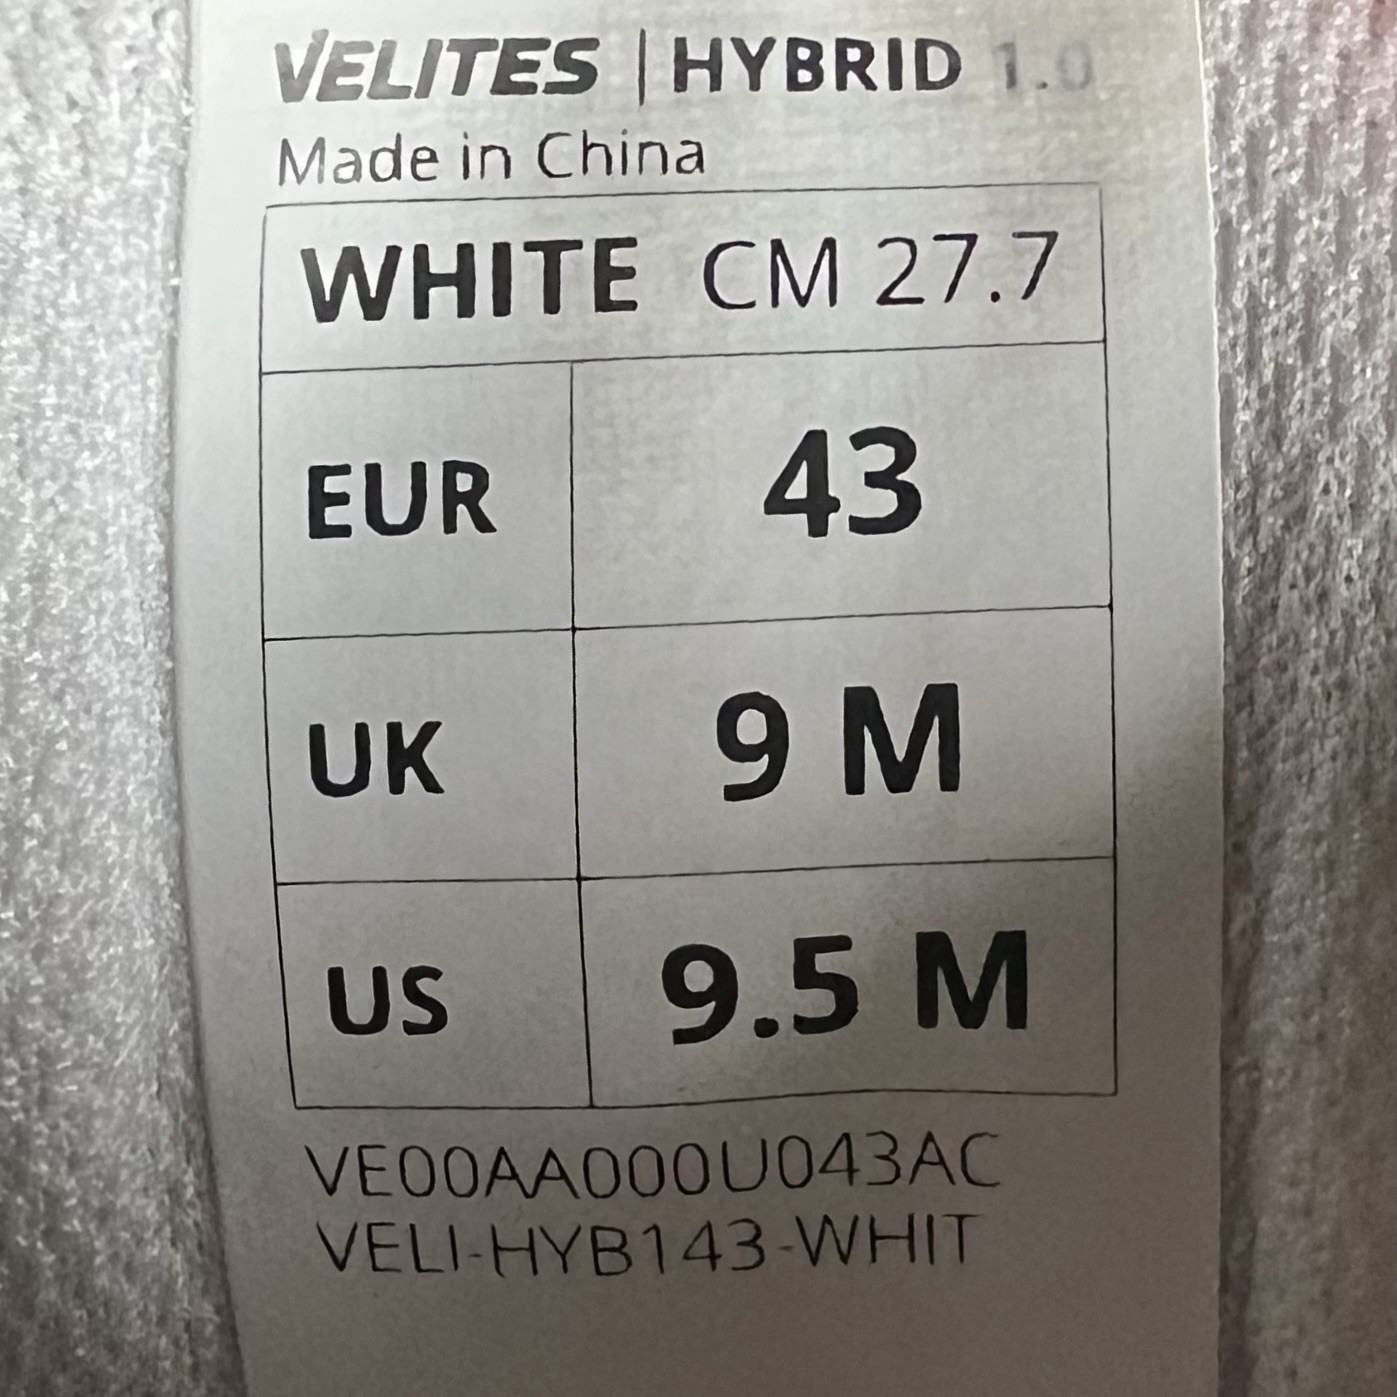 VELITES | HYBRID 1.0
Made in China
WHITE CM 27.7
EUR 43
UK 9 M
US 9.5 M
VE00AA000U043AC
VELI-HYB143-WHIT